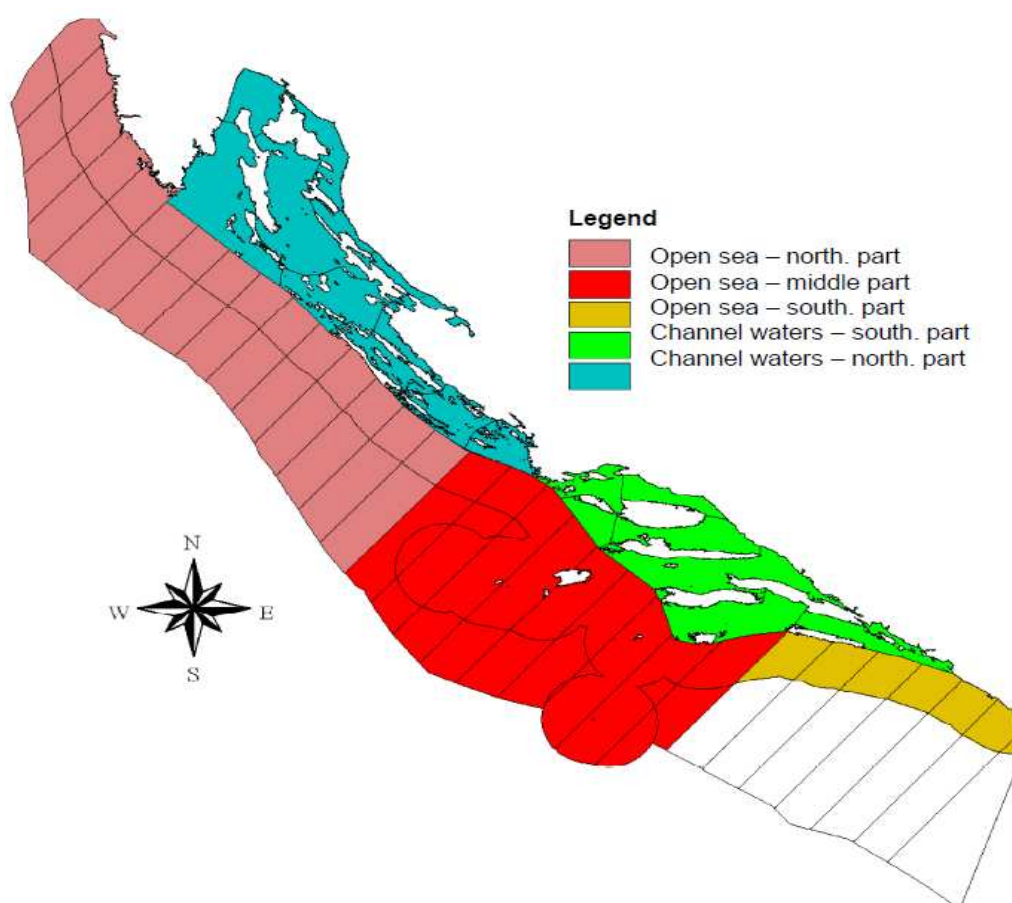 Legend
Open sea – north. part
Open sea – middle part
Open sea – south. part
Channel waters – south. part
Channel waters – north. part
N
W E
S